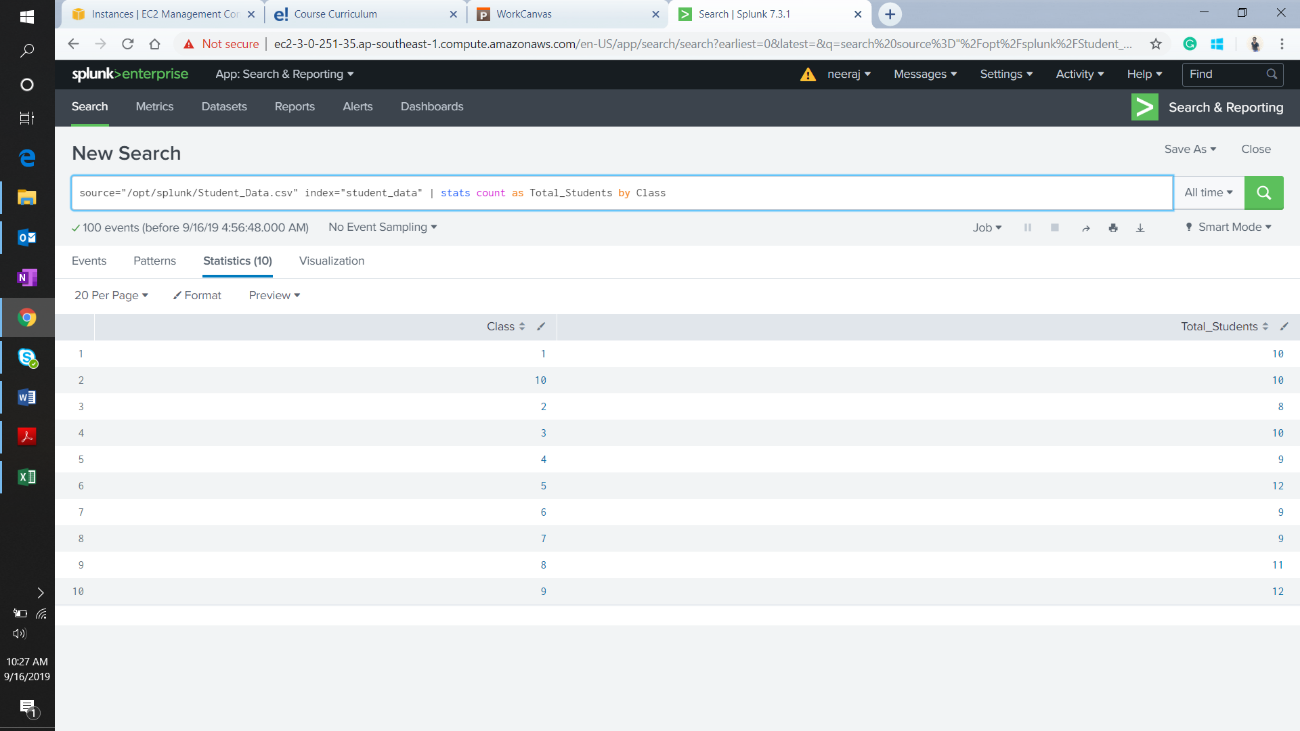 Instances | EC2 Management Con
Course Curriculum
WorkCanvas
Search | Splunk 7.3.1
Not secure | ec2-3-0-251-35.ap-southeast-1.compute.amazonaws.com/en-US/app/search/search?earliest=0&latest=&q=search%20source%3D"%2Fopt%2Fsplunk%2FStudent_...
splunk>enterprise App: Search & Reporting neeraj Messages Settings Activity Help Find
Search Metrics Datasets Reports Alerts Dashboards Search & Reporting
New Search Save As Close
source="/opt/splunk/Student_Data.csv" index="student_data" | stats count as Total_Students by Class All time
100 events (before 9/16/19 4:56:48.000 AM) No Event Sampling Job Smart Mode
Events Patterns Statistics (10) Visualization
20 Per Page Format Preview
Class Total_Students
1 1 10
2 10 10
3 2 8
4 3 10
5 4 9
6 5 12
7 6 9
8 7 9
9 8 11
10 9 12
10:27 AM
9/16/2019
1